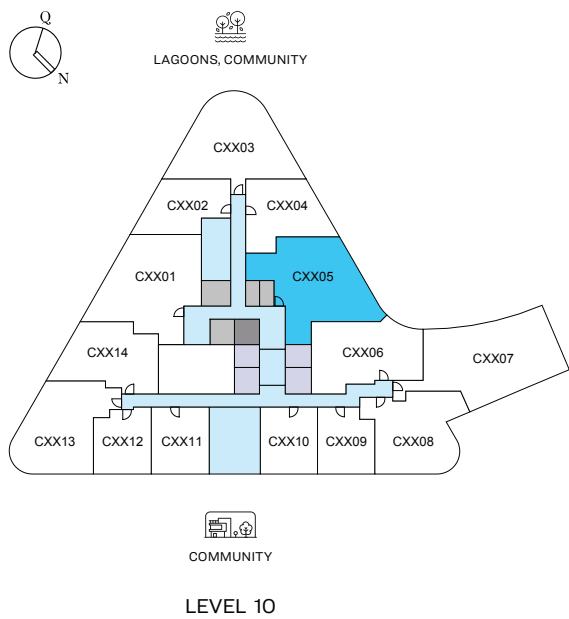 Q
N
LAGOONS, COMMUNITY
CXX03
CXX02
CXX04
CXX01
CXX05
CXX14
CXX06
CXX07
CXX13
CXX12
CXX11
CXX10
CXX09
CXX08
COMMUNITY
LEVEL 10